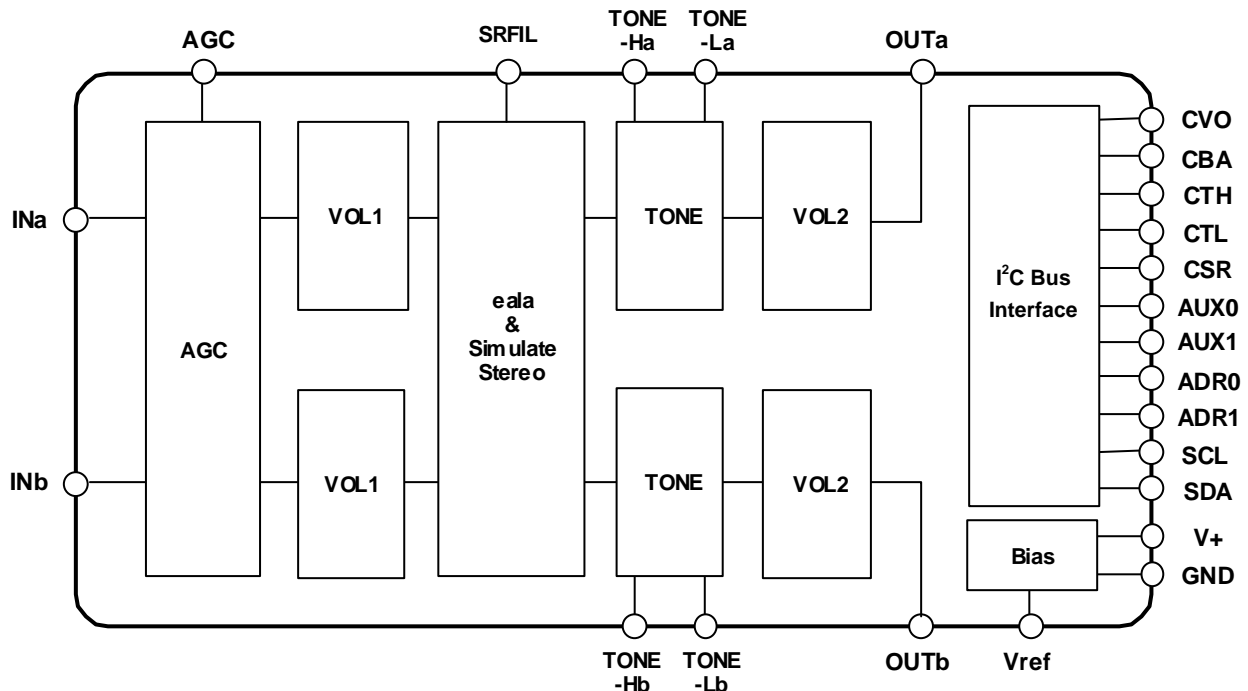 AGC
SRFIL
TONE
-Ha
TONE
-La
OUTa
INa
INb
AGC
VOL1
VOL1
eala
&
Simulate
Stereo
TONE
TONE
VOL2
VOL2
I²C Bus
Interface
Bias
CVO
CBA
CTH
CTL
CSR
AUX0
AUX1
ADR0
ADR1
SCL
SDA
V+
GND
TONE
-Hb
TONE
-Lb
OUTb
Vref